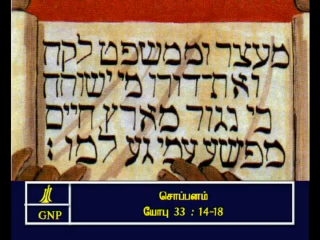 מעצר וממשפט לקח
ואת דורו מי ישוחח
כי נגזר מארץ חיים
מפשע עמי נגע למו:
சொப்பனம்
யோபு 33 : 14-18
GNP